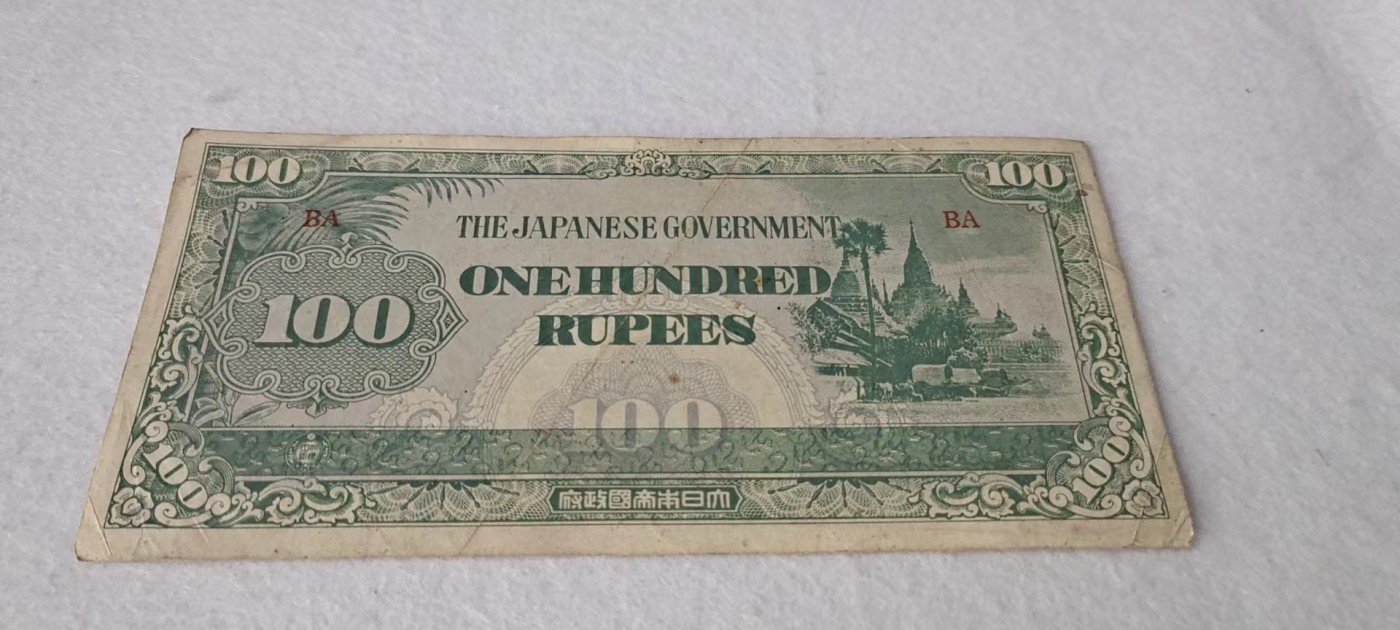 100 100
BA BA
THE JAPANESE GOVERNMENT
ONE HUNDRED
100
RUPEES
100
100 100
府政國帝本日大